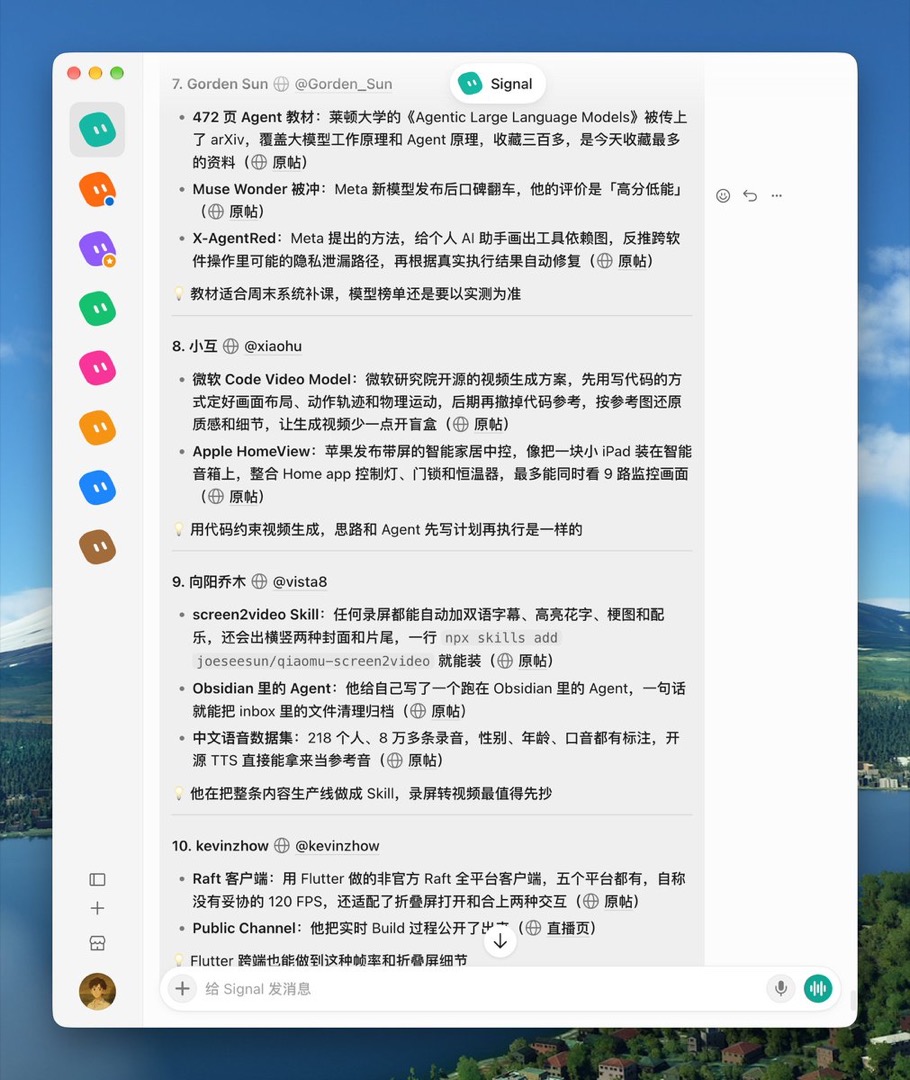 7. Gorden Sun @Gorden_Sun
Signal
472 页 Agent 教材：莱顿大学的《Agentic Large Language Models》被传上
了 arXiv，覆盖大模型工作原理和 Agent 原理，收藏三百多，是今天收藏最多
的资料（ 原帖）
Muse Wonder 被冲：Meta 新模型发布后口碑翻车，他的评价是「高分低能」
（ 原帖）
X-AgentRed：Meta 提出的方法，给个人 AI 助手画出工具依赖图，反推跨软
件操作里可能的隐私泄漏路径，再根据真实执行结果自动修复（ 原帖）
💡 教材适合周末系统补课，模型榜单还是要以实测为准
8. 小互 @xiaohu
微软 Code Video Model：微软研究院开源的视频生成方案，先用写代码的方
式定好画面布局、动作轨迹和物理运动，后期再撤掉代码参考，按参考图还原
质感和细节，让生成视频少一点开盲盒（ 原帖）
Apple HomeView：苹果发布带屏的智能家居中控，像把一块小 iPad 装在智能
音箱上，整合 Home app 控制灯、门锁和恒温器，最多能同时看 9 路监控画面
（ 原帖）
💡 用代码约束视频生成，思路和 Agent 先写计划再执行是一样的
9. 向阳乔木 @vista8
screen2video Skill：任何录屏都能自动加双语字幕、高亮花字、梗图和配
乐，还会出横竖两种封面和片尾，一行 npx skills add
joeseesun/qiaomu-screen2video 就能装（ 原帖）
Obsidian 里的 Agent：他给自己写了一个跑在 Obsidian 里的 Agent，一句话
就能把 inbox 里的文件清理归档（ 原帖）
中文语音数据集：218 个人、8 万多条录音，性别、年龄、口音都有标注，开
源 TTS 直接能拿来当参考音（ 原帖）
💡 他在把整条内容生产线做成 Skill，录屏转视频最值得先抄
10. kevinzhow @kevinzhow
Raft 客户端：用 Flutter 做的非官方 Raft 全平台客户端，五个平台都有，自称
没有妥协的 120 FPS，还适配了折叠屏打开和合上两种交互（ 原帖）
Public Channel：他把实时 Build 过程公开了出来（ 直播页）
💡 Flutter 跨端也能做到这种帧率和折叠屏细节
给 Signal 发消息